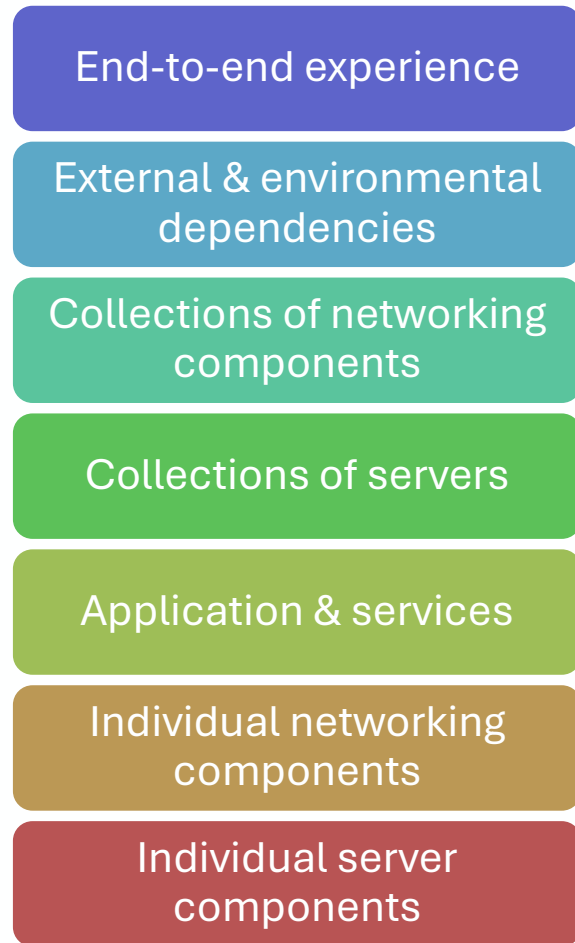 End-to-end experience
External & environmental
dependencies
Collections of networking
components
Collections of servers
Application & services
Individual networking
components
Individual server
components